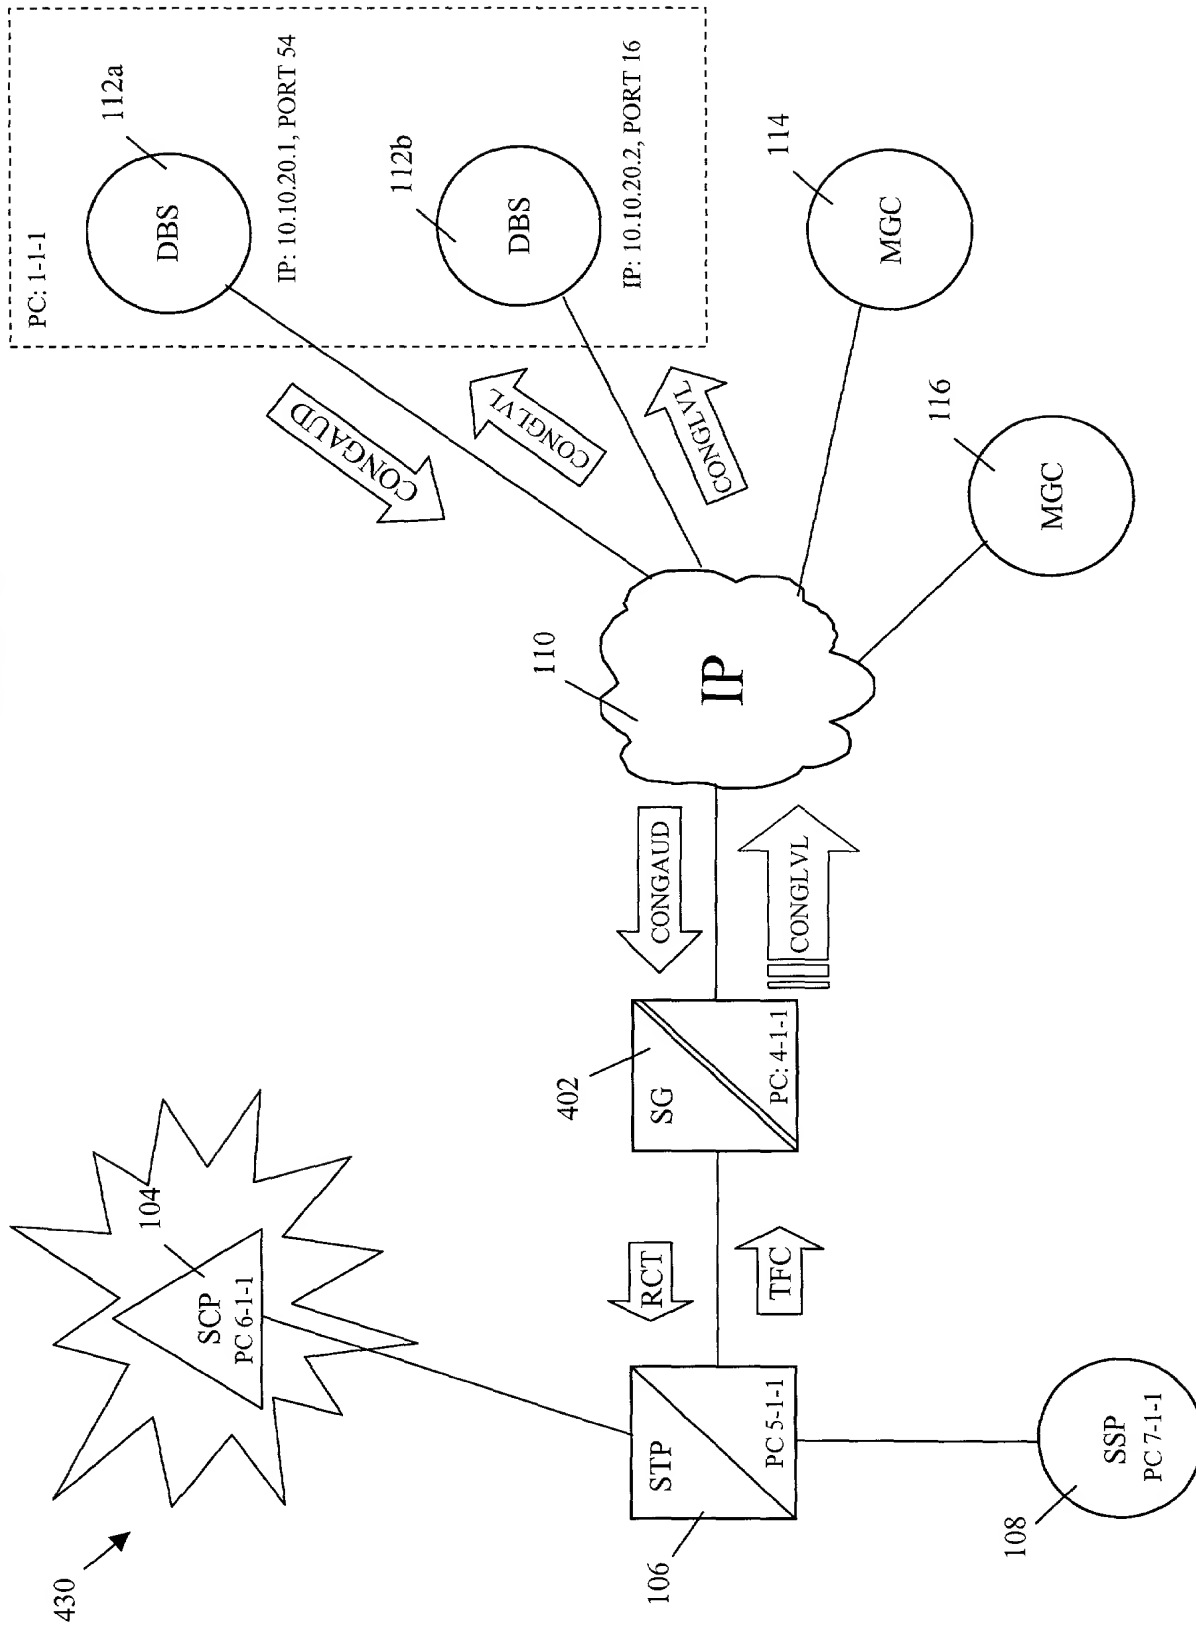 430
104
SCP
PC 6-1-1
STP
PC 5-1-1
106
SSP
PC 7-1-1
108
RCT
TFC
402
SG
PC: 4-1-1
CONGAUD
CONGLVL
110
IP
CONGAUD
CONGLVL
CONGLVL
PC: 1-1-1
DBS
112a
IP: 10.10.20.1, PORT 54
DBS
112b
IP: 10.10.20.2, PORT 16
MGC
114
MGC
116